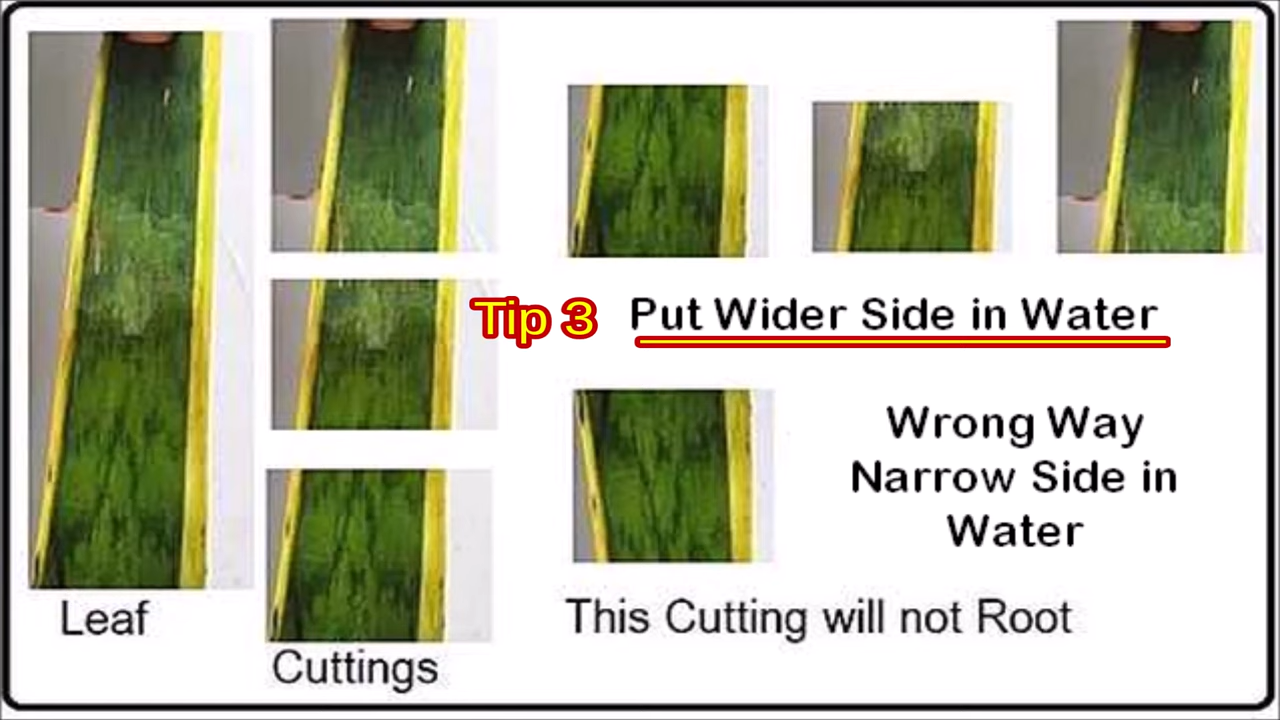 Tip 3 Put Wider Side in Water
Wrong Way
Narrow Side in
Water
Leaf
This Cutting will not Root
Cuttings